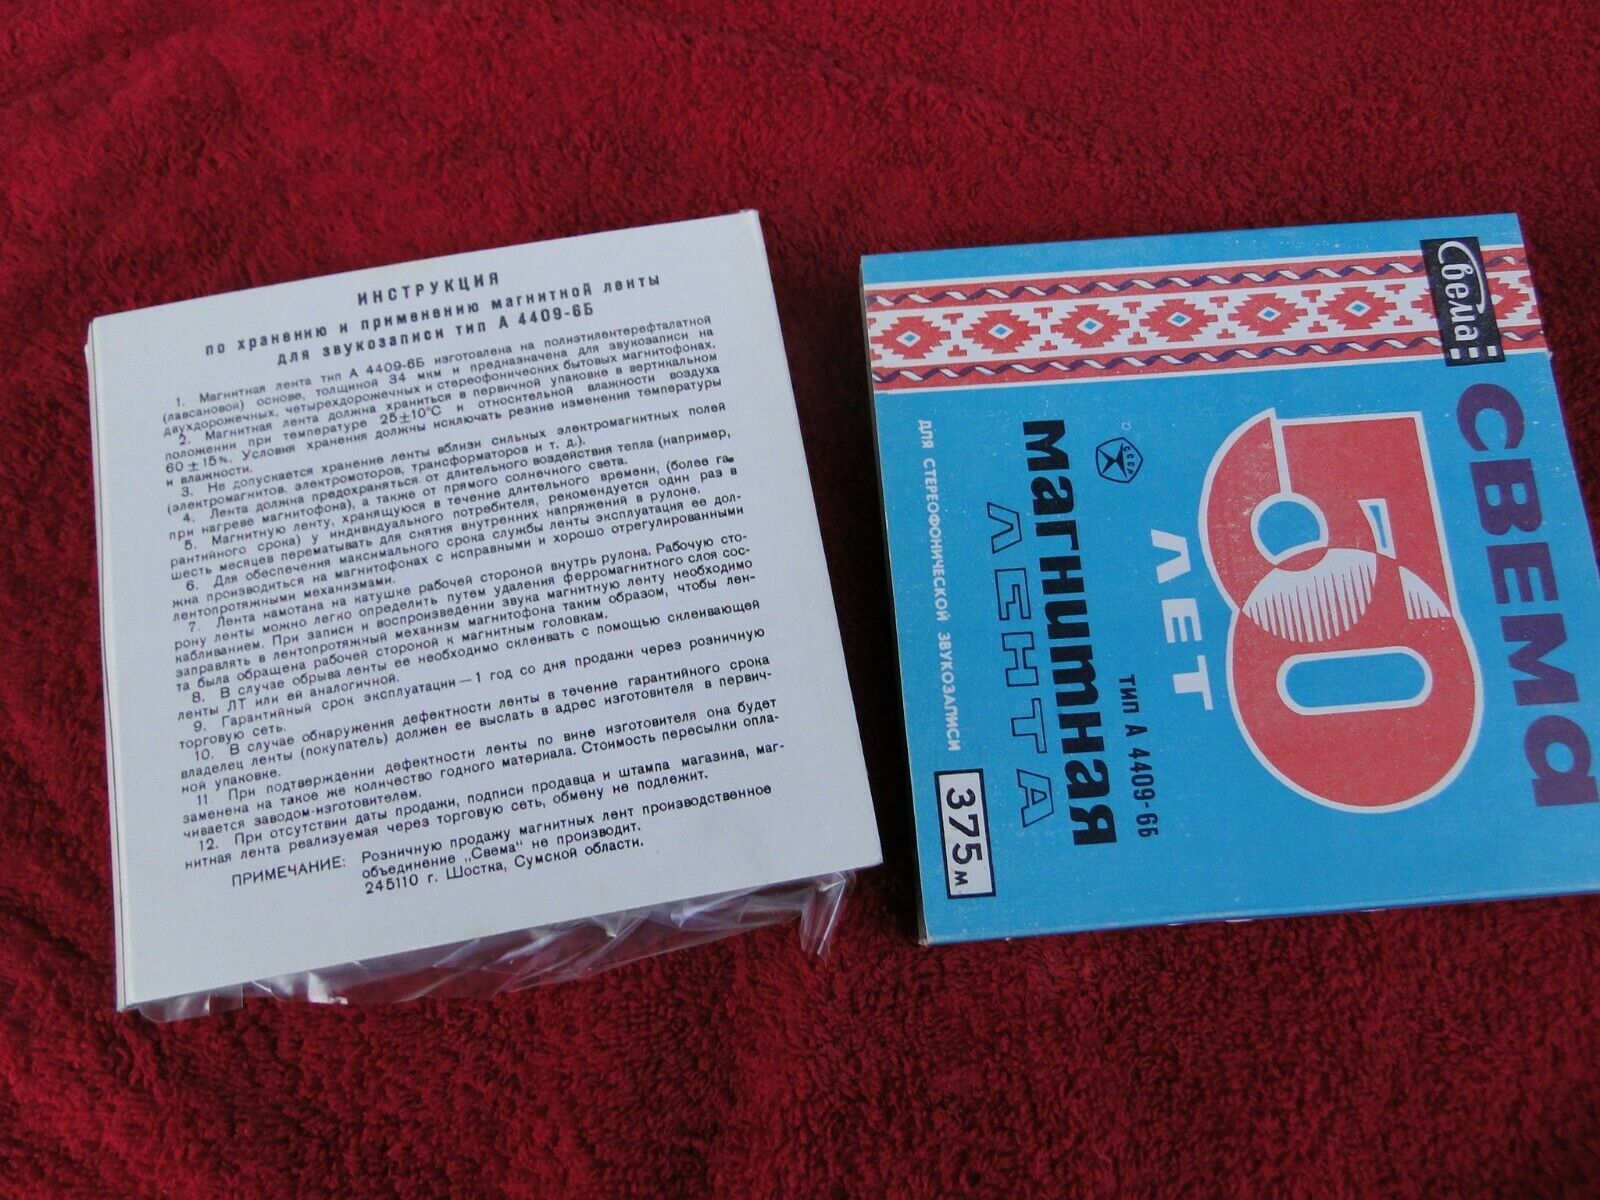 ИНСТРУКЦИЯ
по хранению и применению магнитной ленты
для звукозаписи тип А 4409-6Б
1. Магнитная лента тип А 4409-6Б изготовлена на полиэтилентерефталатной
(лавсановой) основе, толщиной 34 мкм и предназначена для звукозаписи на
двухдорожечных, четырехдорожечных и стереофонических бытовых магнитофонах.
2. Магнитная лента должна храниться в первичной упаковке в вертикальном
положении при температуре 25±10°С и относительной влажности воздуха
60±15%. Условия хранения должны исключать резкие изменения температуры
и влажности.
3. Не допускается хранение ленты вблизи сильных электромагнитных полей
(электромагнитов, электромоторов, трансформаторов и т. д.).
4. Лента должна предохраняться от длительного воздействия тепла (например,
при нагреве магнитофона), а также от прямого солнечного света.
5. Магнитную ленту, хранящуюся в течение длительного времени, (более га-
рантийного срока) у индивидуального потребителя, рекомендуется один раз в
шесть месяцев перематывать для снятия внутренних напряжений в рулоне.
6. Для обеспечения максимального срока службы ленты эксплуатация ее дол-
жна производиться на магнитофонах с исправными и хорошо отрегулированными
лентопротяжными механизмами.
7. Лента намотана на катушке рабочей стороной внутрь рулона. Рабочую сто-
рону ленты можно легко определить путем удаления ферромагнитного слоя сос-
кабливанием. При записи и воспроизведении звука магнитную ленту необходимо
заправлять в лентопротяжный механизм магнитофона таким образом, чтобы лен-
та была обращена рабочей стороной к магнитным головкам.
8. В случае обрыва ленты ее необходимо склеивать с помощью склеивающей
ленты ЛТ или ей аналогичной.
9. Гарантийный срок эксплуатации — 1 год со дня продажи через розничную
торговую сеть.
10. В случае обнаружения дефектности ленты в течение гарантийного срока
владелец ленты (покупатель) должен ее выслать в адрес изготовителя в первич-
ной упаковке.
11. При подтверждении дефектности ленты по вине изготовителя она будет
заменена на такое же количество годного материала. Стоимость пересылки опла-
чивается заводом-изготовителем.
12. При отсутствии даты продажи, подписи продавца и штампа магазина, маг-
нитная лента реализуемая через торговую сеть, обмену не подлежит.
ПРИМЕЧАНИЕ: Розничную продажу магнитных лент производственное
объединение „Свема" не производит.
245110 г. Шостка, Сумской области.
Свема
СВЕМА
50
ЛЕТ
СССР
тип А 4409-6Б
магнитная
ЛЕНТА
ДЛЯ СТЕРЕОФОНИЧЕСКОЙ ЗВУКОЗАПИСИ
375 м